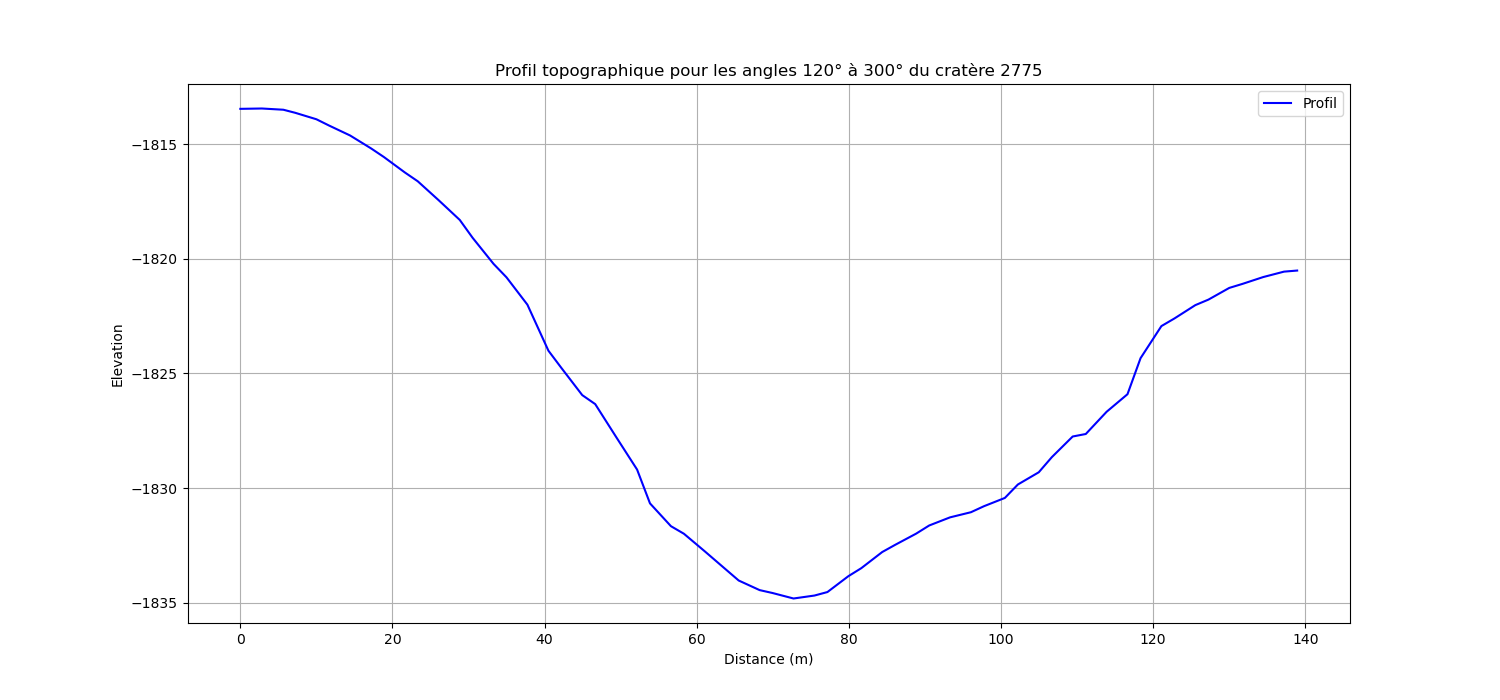 Profil topographique pour les angles 120° à 300° du cratère 2775
Profil
−1815
−1820
−1825
−1830
−1835
Elevation
0 20 40 60 80 100 120 140
Distance (m)